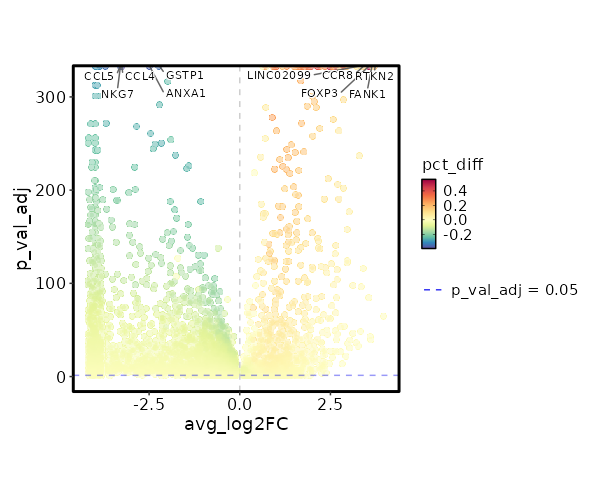 CCL5 CCL4 GSTP1 LINC02099 CCR8 RTKN2
NKG7 ANXA1 FOXP3 FANK1
300
200
100
0
p_val_adj
-2.5 0.0 2.5
avg_log2FC
pct_diff
0.4
0.2
0.0
-0.2
p_val_adj = 0.05